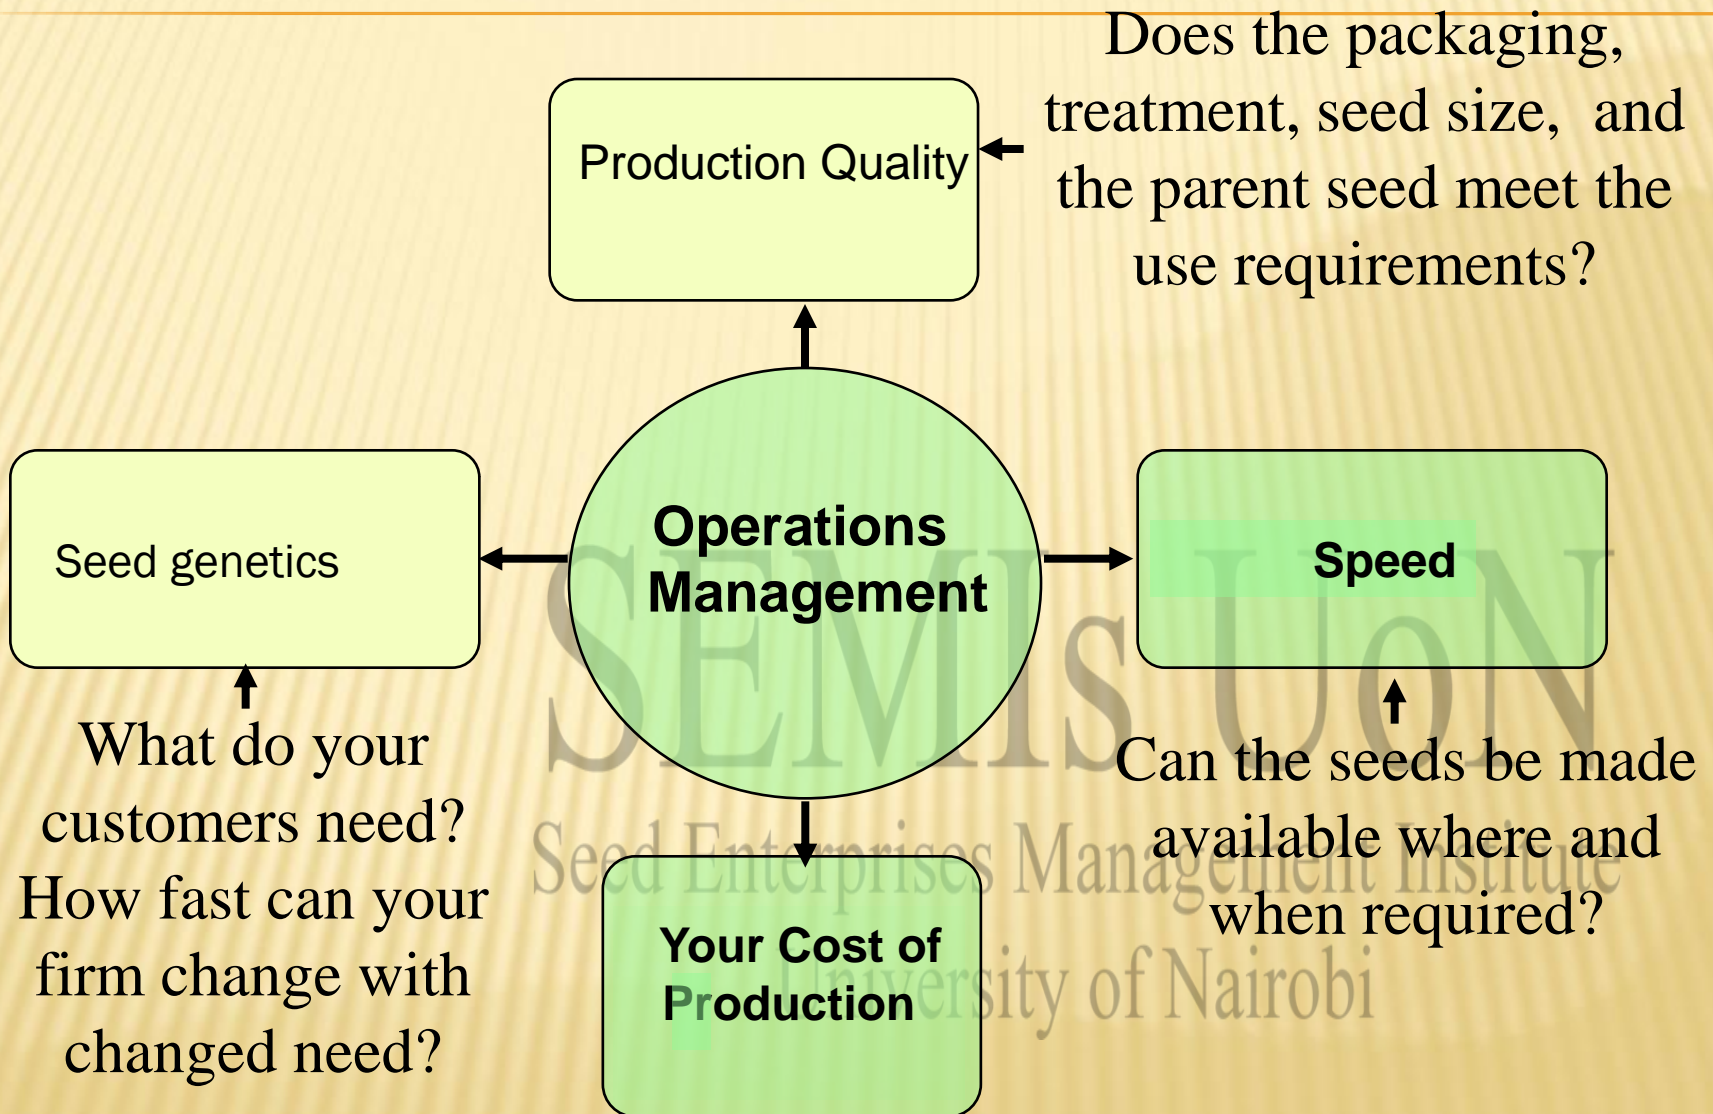 Does the packaging,
treatment, seed size, and
the parent seed meet the
use requirements?
Production Quality
Operations
Management
Seed genetics
Speed
What do your
customers need?
How fast can your
firm change with
changed need?
Can the seeds be made
available where and
when required?
Your Cost of
Production
SEMIs UoN
Seed Enterprises Management Institute
University of Nairobi